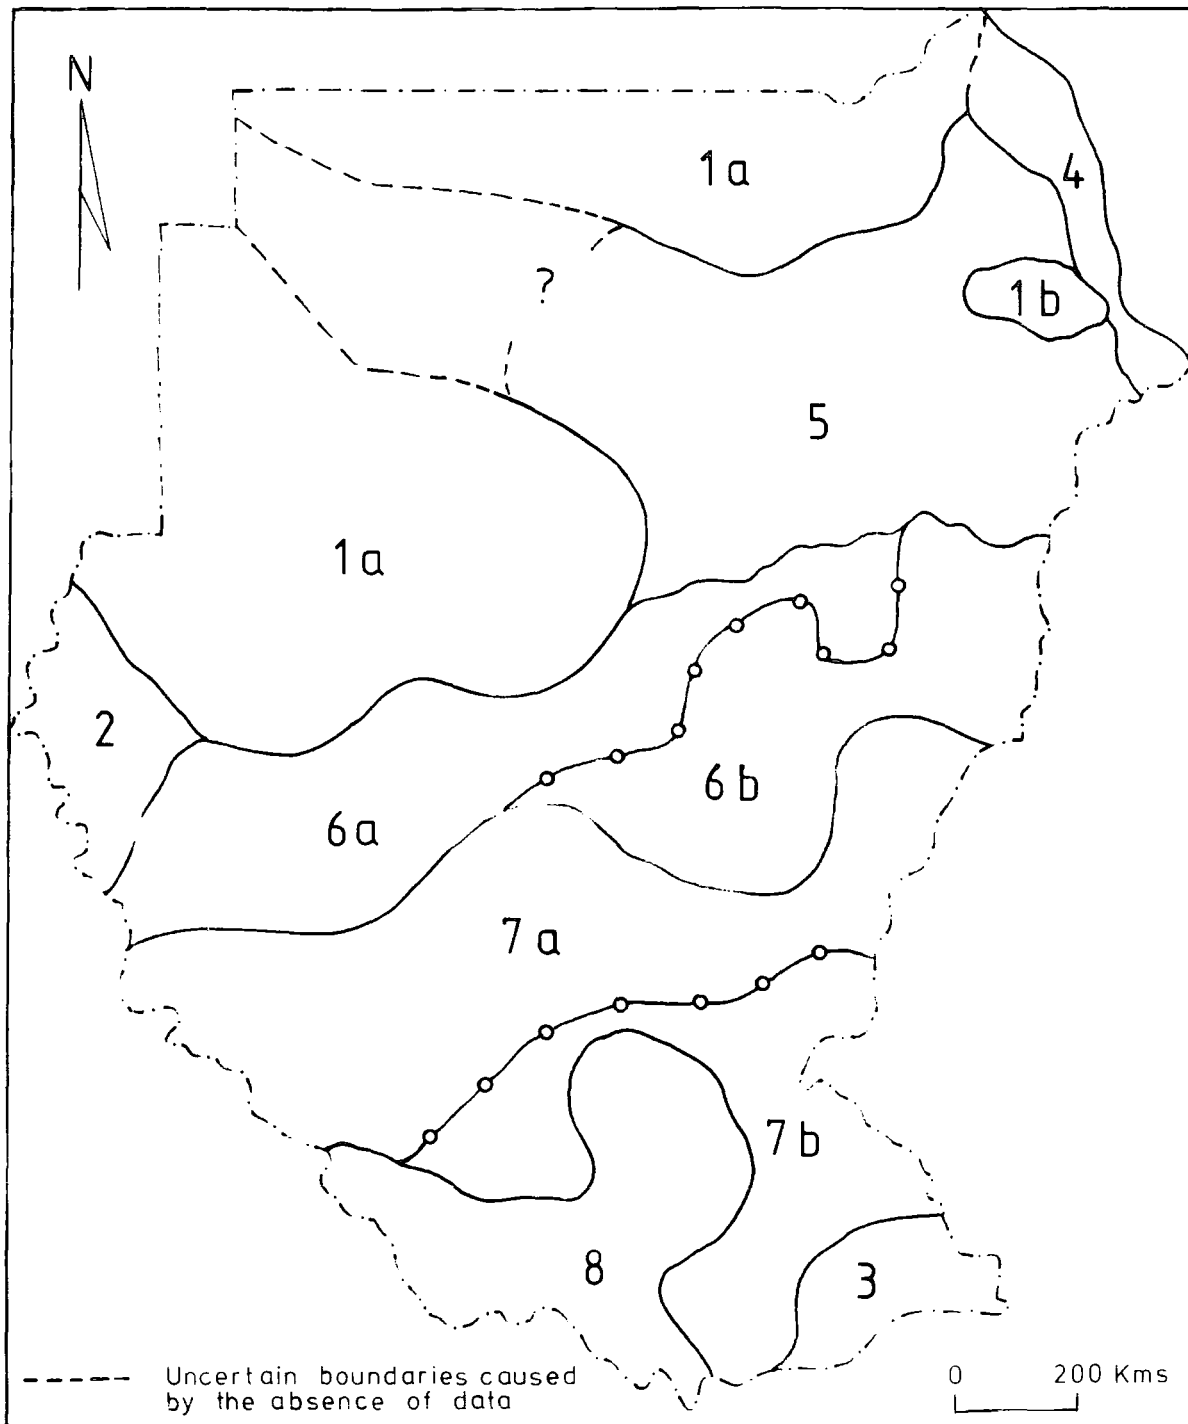 N
1a
4
?
1b
5
1a
2
6b
6a
7a
7b
8
3
Uncertain boundaries caused
by the absence of data
0 200 Kms